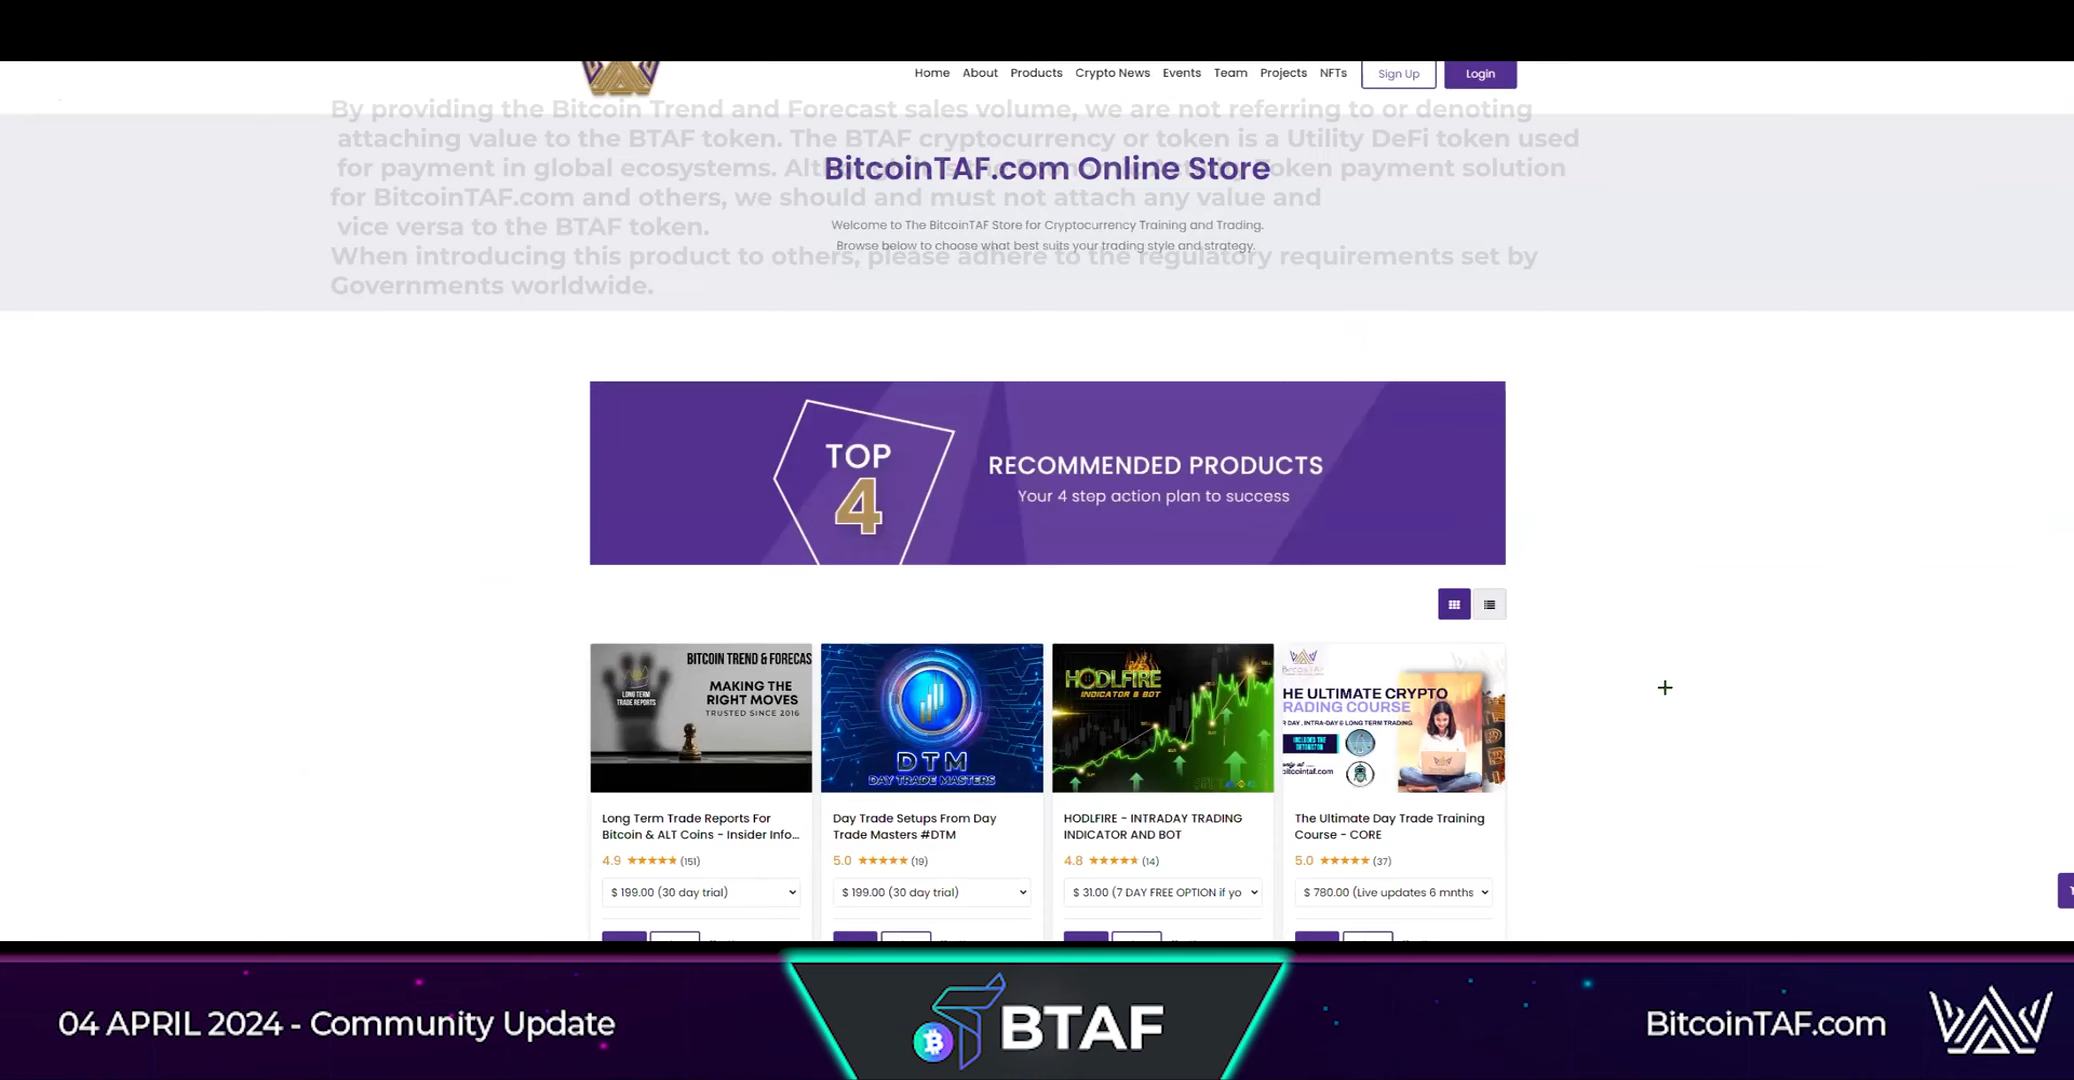 Home About Products Crypto News Events Team Projects NFTs Sign Up Login
By providing the Bitcoin Trend and Forecast sales volume, we are not referring to or denoting
attaching value to the BTAF token. The BTAF cryptocurrency or token is a Utility DeFi token used
for payment in global ecosystems. token payment solution
BitcoinTAF.com Online Store
for BitcoinTAF.com and others, we should and must not attach any value and
vice versa to the BTAF token.
Welcome to The BitcoinTAF Store for Cryptocurrency Training and Trading.
Browse below to choose what best suits your trading style and strategy.
When introducing this product to others, please adhere to the regulatory requirements set by
Governments worldwide.
TOP
4
RECOMMENDED PRODUCTS
Your 4 step action plan to success
BITCOIN TREND & FORECAS
LONG TERM
TRADE REPORTS
MAKING THE
RIGHT MOVES
TRUSTED SINCE 2016
DTM
DAY TRADE MASTERS
HODLFIRE
INDICATOR & BOT
HE ULTIMATE CRYPTO
RADING COURSE
R DAY, INTRA-DAY & LONG TERM TRADING
INCLUDES THE
DETONATOR
bitcointaf.com
Long Term Trade Reports For
Bitcoin & ALT Coins - Insider Info...
4.9 (151)
$ 199.00 (30 day trial)
Day Trade Setups From Day
Trade Masters #DTM
5.0 (19)
$ 199.00 (30 day trial)
HODLFIRE - INTRADAY TRADING
INDICATOR AND BOT
4.8 (14)
$ 31.00 (7 DAY FREE OPTION if yo
The Ultimate Day Trade Training
Course - CORE
5.0 (37)
$ 780.00 (Live updates 6 mnths
04 APRIL 2024 - Community Update
BTAF
BitcoinTAF.com